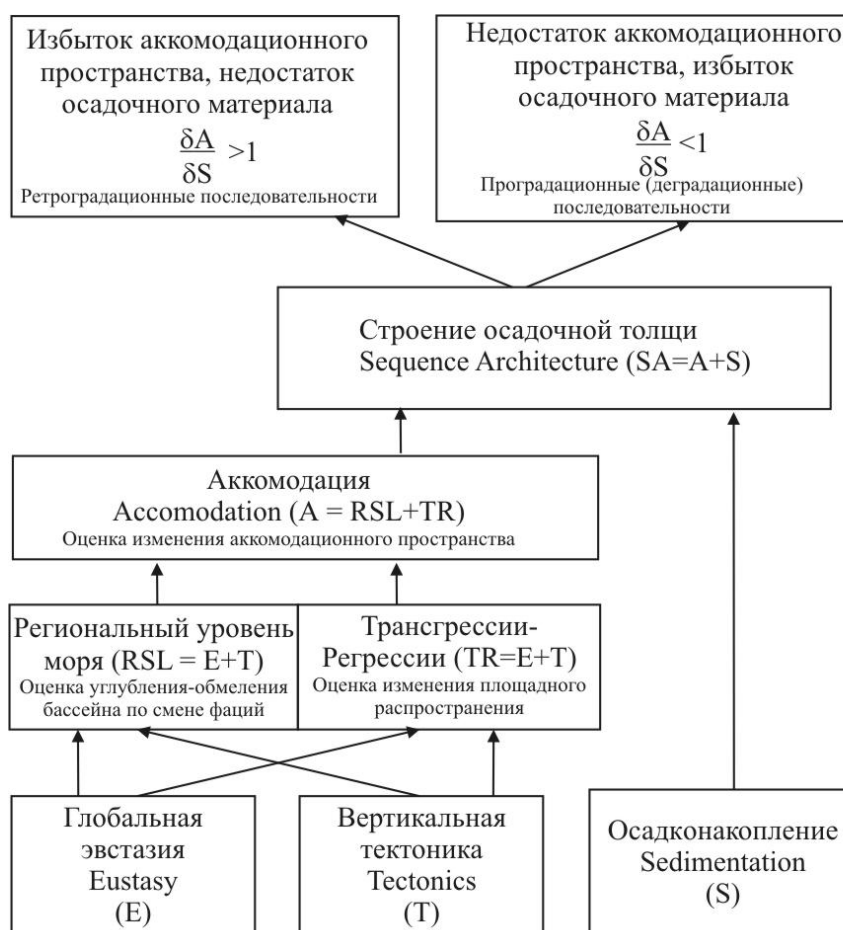 Избыток аккомодационного
пространства, недостаток
осадочного материала
δA
δS
>1
Ретроградационные последовательности
Недостаток аккомодационного
пространства, избыток
осадочного материала
δA
δS
<1
Проградационные (деградационные)
последовательности
Строение осадочной толщи
Sequence Architecture (SA=A+S)
Аккомодация
Accomodation (A = RSL+TR)
Оценка изменения аккомодационного пространства
Региональный уровень
моря (RSL = E+T)
Оценка углубления-обмеления
бассейна по смене фаций
Трансгрессии-
Регрессии (TR=E+T)
Оценка изменения площадного
распространения
Глобальная
эвстазия
Eustasy
(E)
Вертикальная
тектоника
Tectonics
(T)
Осадконакопление
Sedimentation
(S)